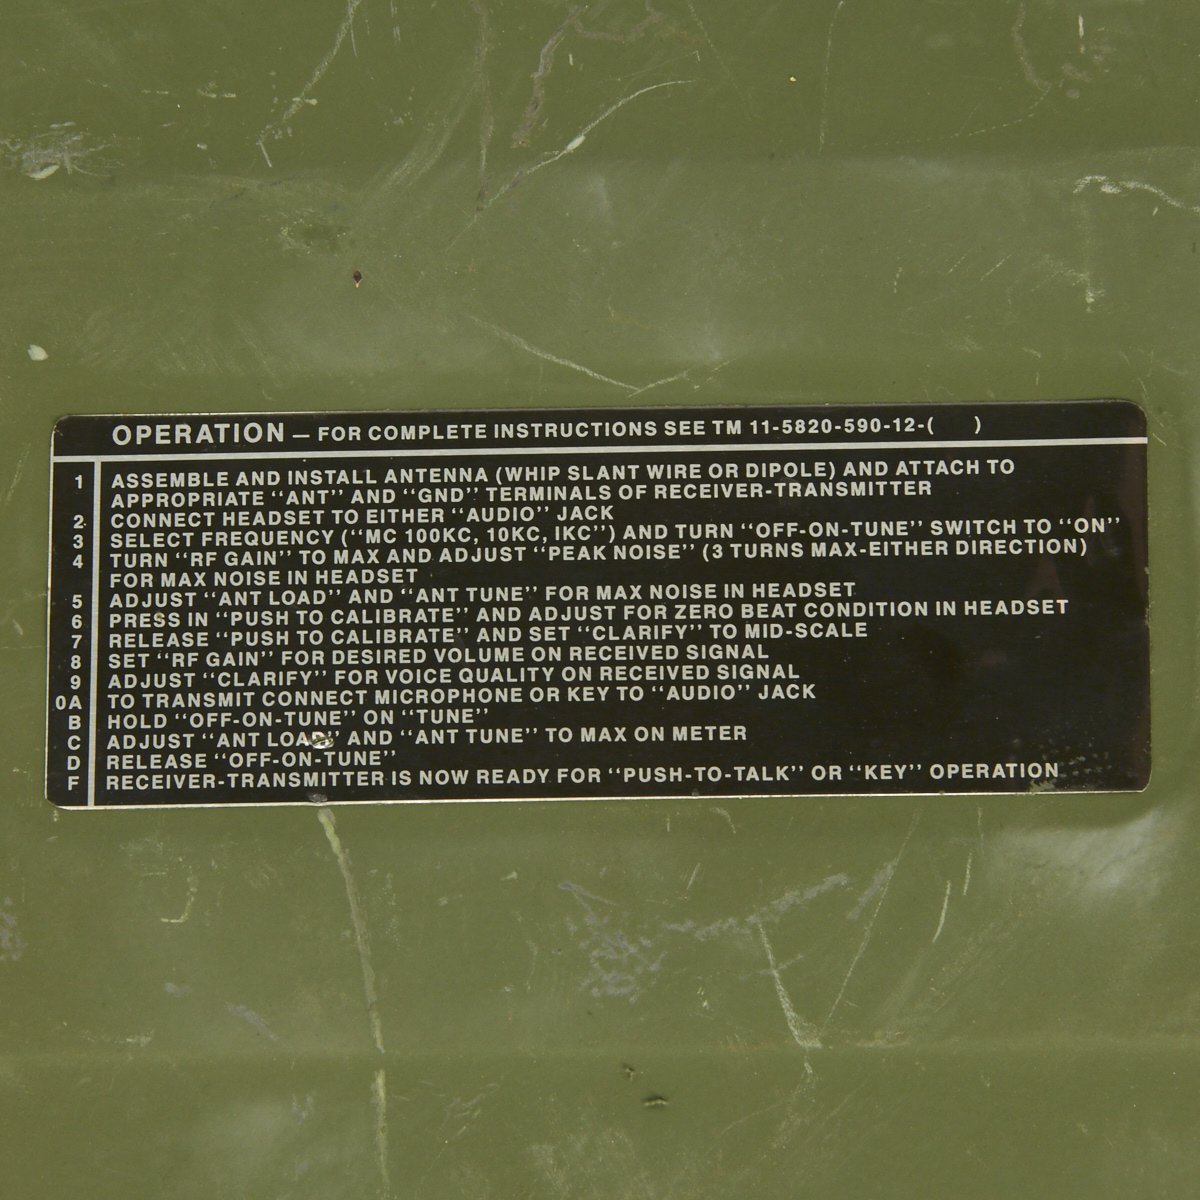 OPERATION — FOR COMPLETE INSTRUCTIONS SEE TM 11-5820-590-12-(    )
1 ASSEMBLE AND INSTALL ANTENNA (WHIP SLANT WIRE OR DIPOLE) AND ATTACH TO
APPROPRIATE "ANT" AND "GND" TERMINALS OF RECEIVER-TRANSMITTER
2 CONNECT HEADSET TO EITHER "AUDIO" JACK
3 SELECT FREQUENCY ("MC 100KC, 10KC, IKC") AND TURN "OFF-ON-TUNE" SWITCH TO "ON"
4 TURN "RF GAIN" TO MAX AND ADJUST "PEAK NOISE" (3 TURNS MAX-EITHER DIRECTION)
FOR MAX NOISE IN HEADSET
5 ADJUST "ANT LOAD" AND "ANT TUNE" FOR MAX NOISE IN HEADSET
6 PRESS IN "PUSH TO CALIBRATE" AND ADJUST FOR ZERO BEAT CONDITION IN HEADSET
7 RELEASE "PUSH TO CALIBRATE" AND SET "CLARIFY" TO MID-SCALE
8 SET "RF GAIN" FOR DESIRED VOLUME ON RECEIVED SIGNAL
9 ADJUST "CLARIFY" FOR VOICE QUALITY ON RECEIVED SIGNAL
0A TO TRANSMIT CONNECT MICROPHONE OR KEY TO "AUDIO" JACK
B HOLD "OFF-ON-TUNE" ON "TUNE"
C ADJUST "ANT LOAD" AND "ANT TUNE" TO MAX ON METER
D RELEASE "OFF-ON-TUNE"
F RECEIVER-TRANSMITTER IS NOW READY FOR "PUSH-TO-TALK" OR "KEY" OPERATION